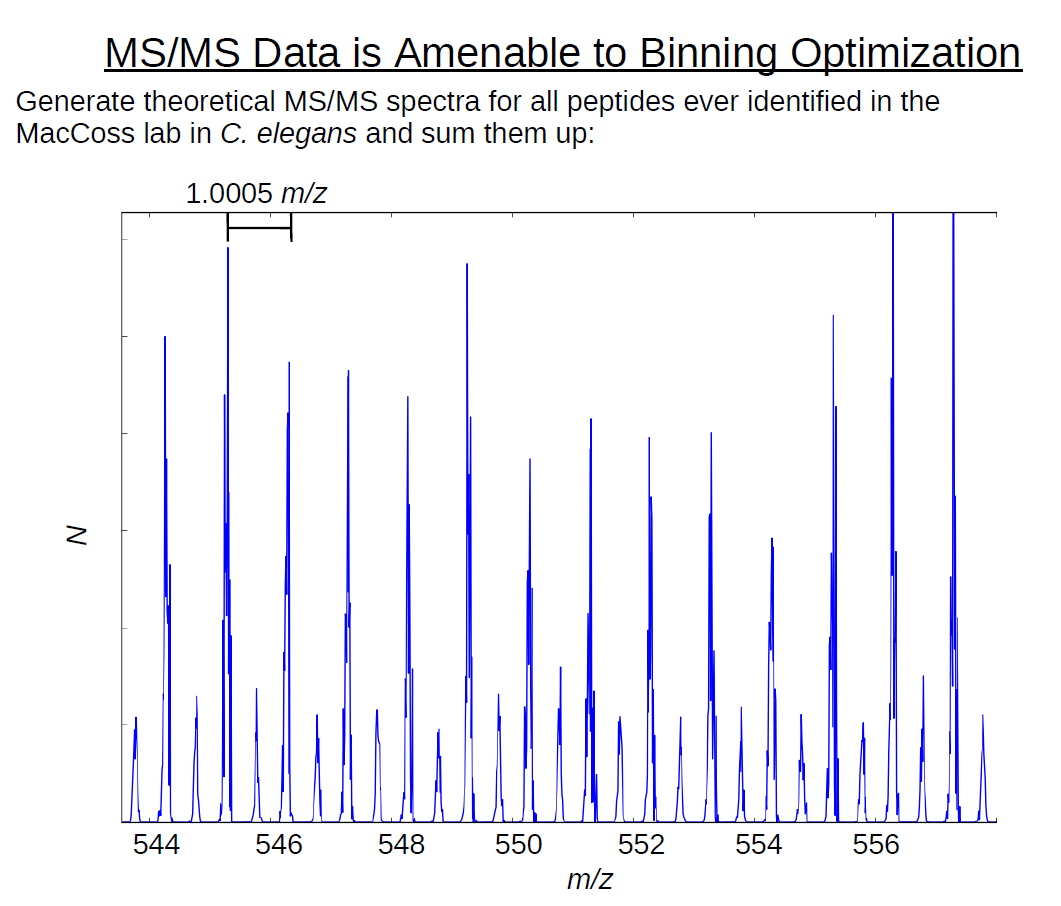 MS/MS Data is Amenable to Binning Optimization
Generate theoretical MS/MS spectra for all peptides ever identified in the
MacCoss lab in C. elegans and sum them up:
1.0005 m/z
N
544 546 548 550 552 554 556
m/z